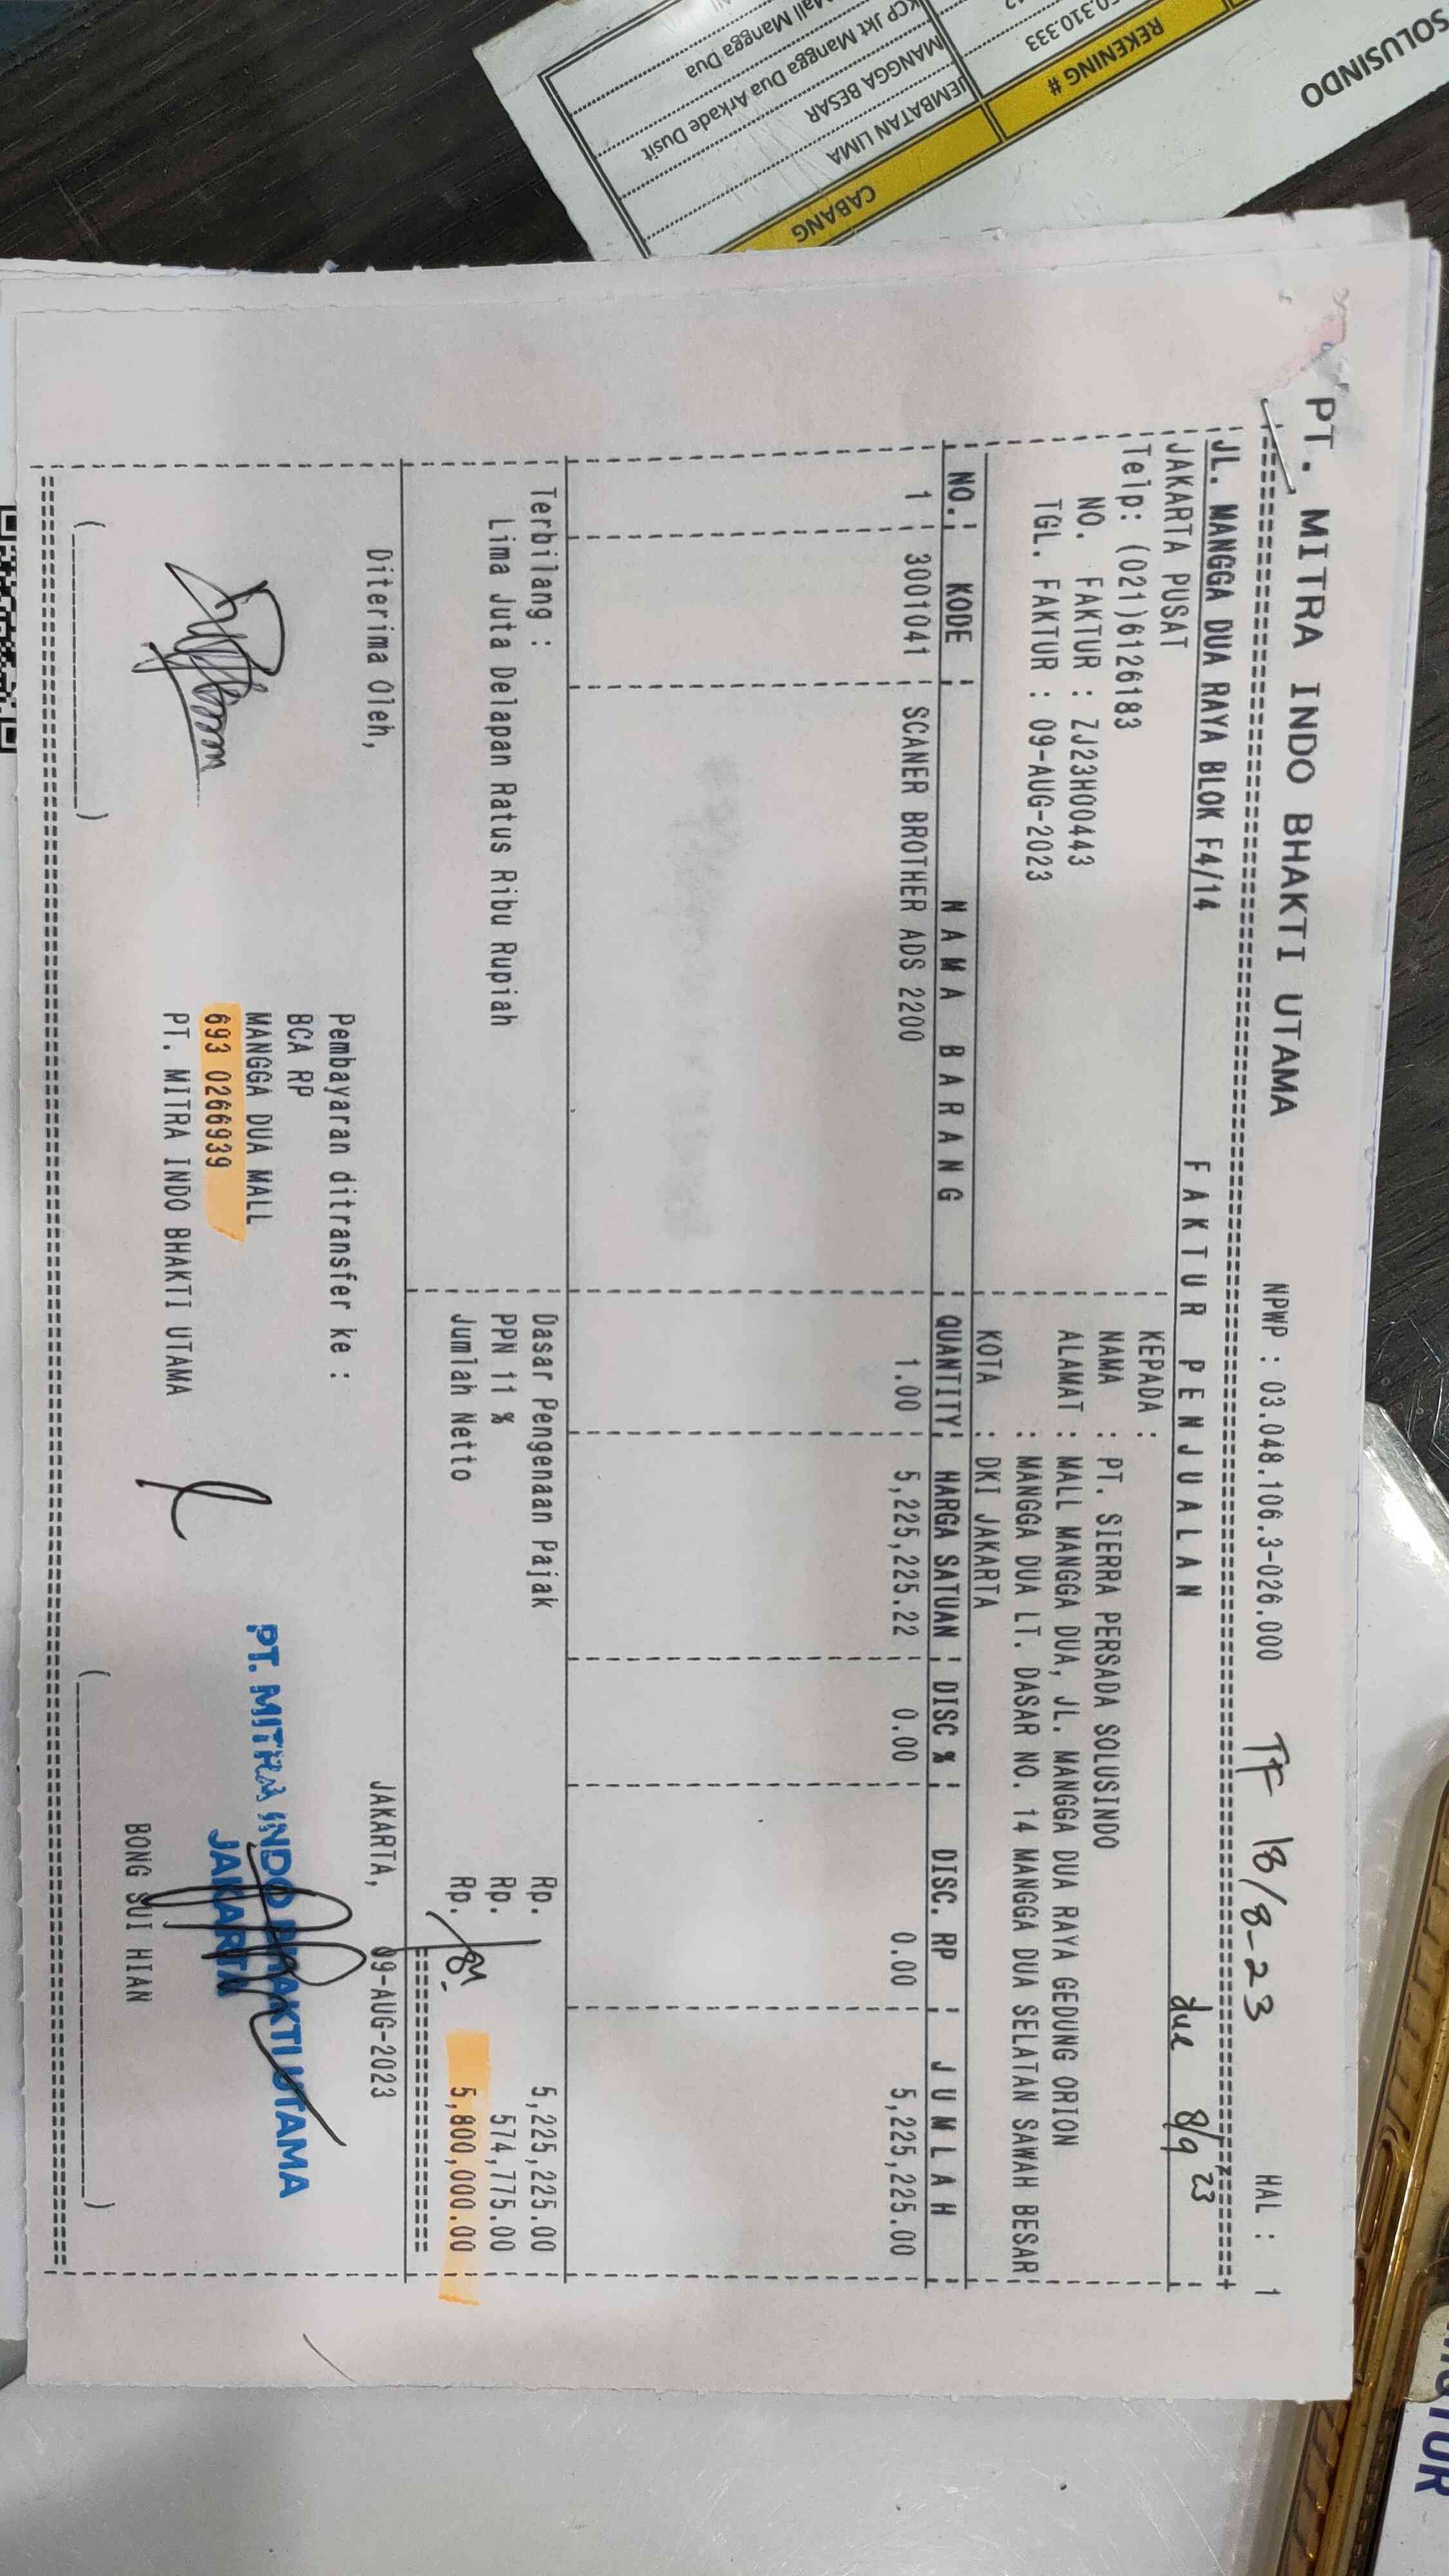 SOLUSINDO
REKENING #
CABANG
0.310.333
JEMBATAN LIMA
MANGGA BESAR
KCP Jkt Mangga Dua Arkade Dusit
Mall Mangga Dua
PT. MITRA INDO BHAKTI UTAMA NPWP : 03.048.106.3-026.000 TF 18/8-23 HAL : 1
JL. MANGGA DUA RAYA BLOK F4/14 FAKTUR PENJUALAN due 8/9 23
JAKARTA PUSAT KEPADA :
Telp: (021)6126183 NAMA : PT. SIERRA PERSADA SOLUSINDO
NO. FAKTUR : ZJ23H00443 ALAMAT : MALL MANGGA DUA, JL. MANGGA DUA RAYA GEDUNG ORION
TGL. FAKTUR : 09-AUG-2023 : MANGGA DUA LT. DASAR NO. 14 MANGGA DUA SELATAN SAWAH BESAR
KOTA : DKI JAKARTA
NO. KODE NAMA BARANG QUANTITY HARGA SATUAN DISC % DISC. RP JUMLAH
1 3001041 SCANER BROTHER ADS 2200 1.00 5,225,225.22 0.00 0.00 5,225,225.00
Terbilang : Dasar Pengenaan Pajak Rp. 5,225,225.00
Lima Juta Delapan Ratus Ribu Rupiah PPN 11 % Rp. 574,775.00
Jumlah Netto Rp. 5,800,000.00
Diterima Oleh, JAKARTA, 09-AUG-2023
Pembayaran ditransfer ke :
BCA RP
MANGGA DUA MALL
693 0266939
PT. MITRA INDO BHAKTI UTAMA
PT. MITRA INDO BHAKTI UTAMA
JAKARTA
BONG SUI HIAN